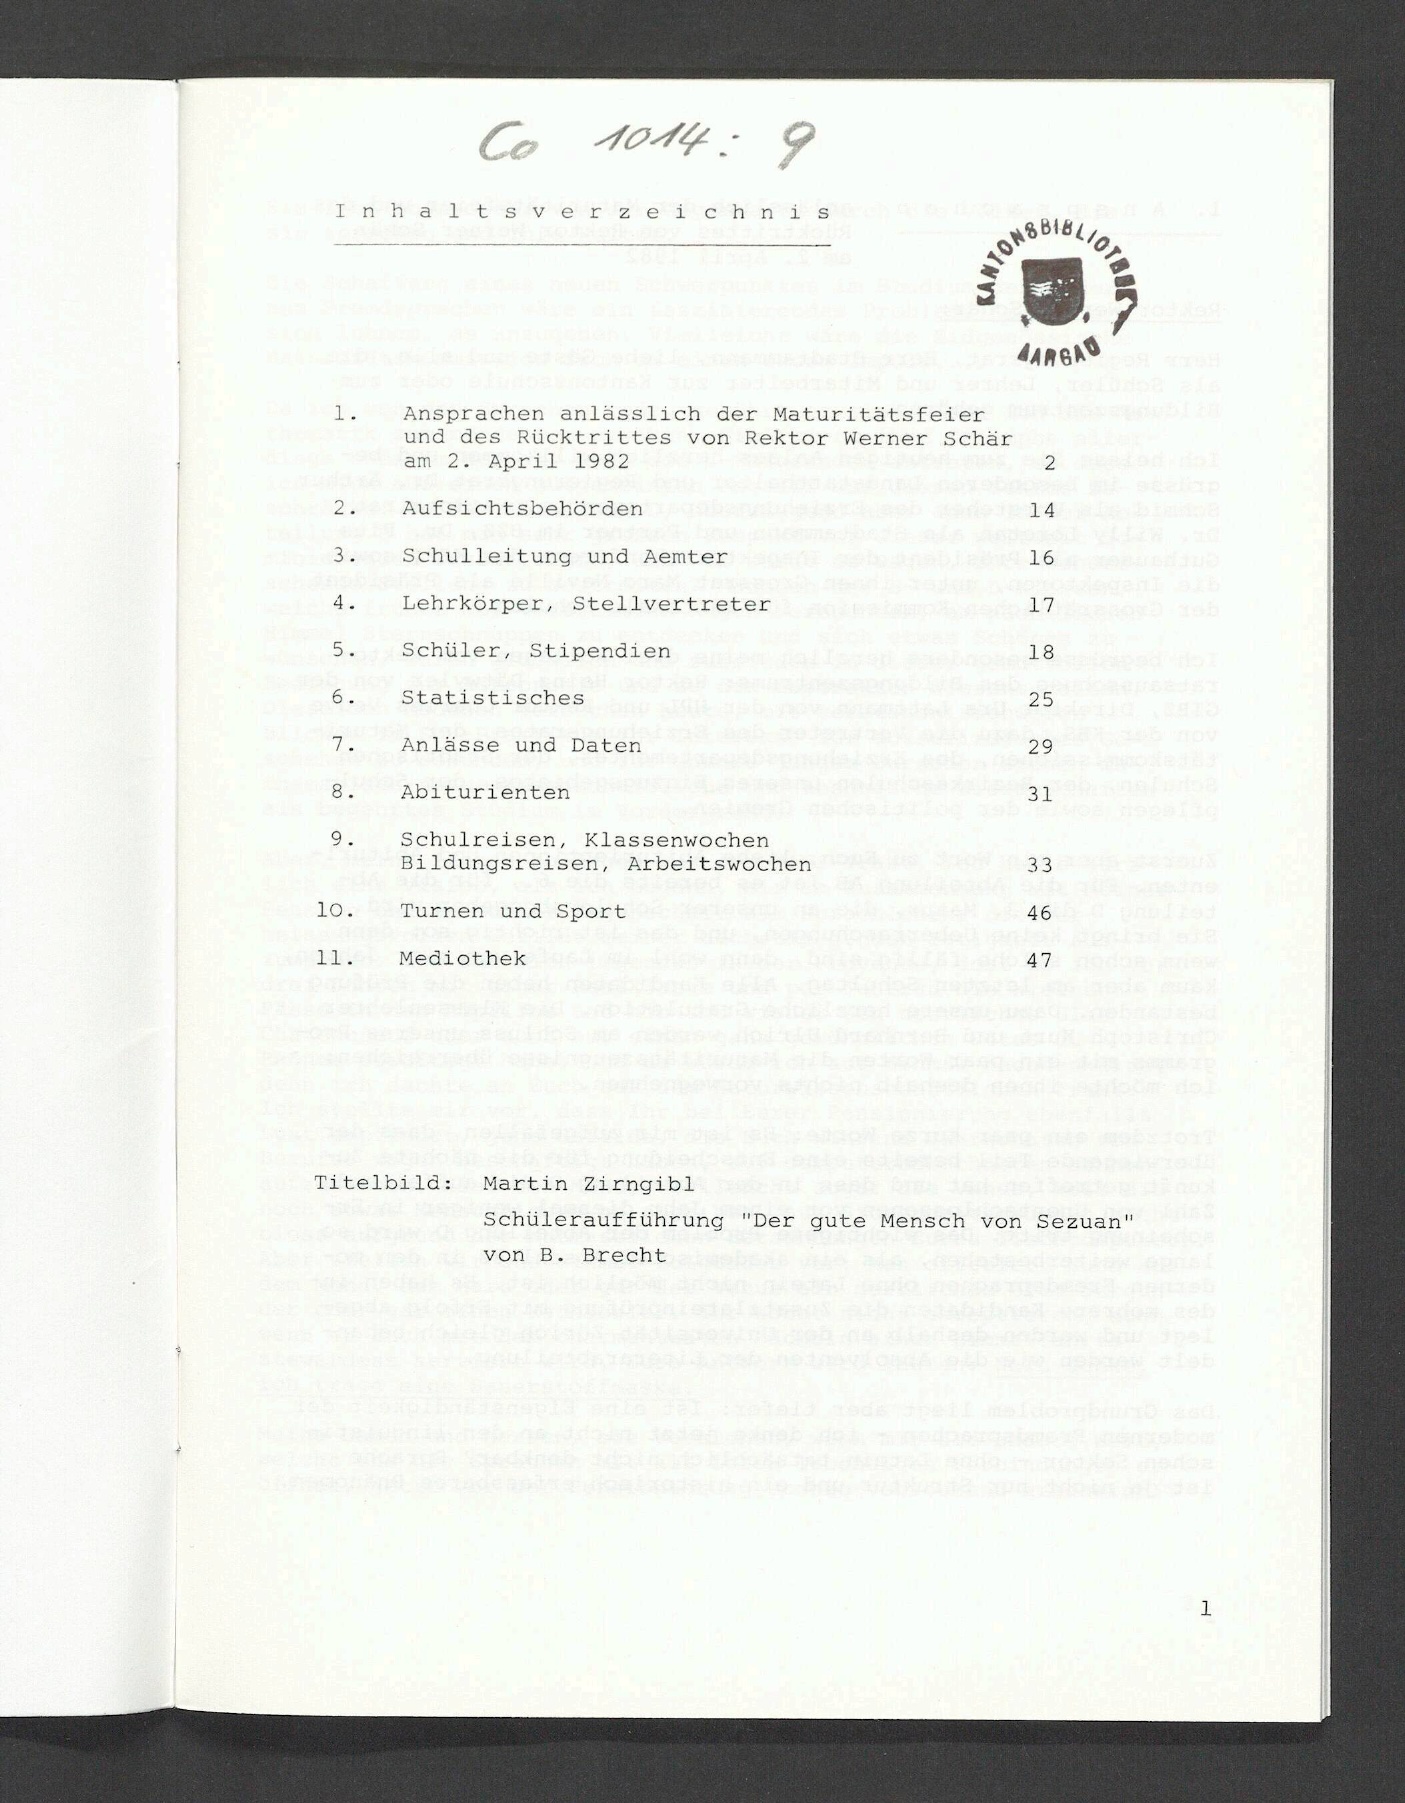 Co 1014: 9
Inhaltsverzeichnis
KANTONSBIBLIOTHEK
AARGAU
1. Ansprachen anlässlich der Maturitätsfeier
und des Rücktrittes von Rektor Werner Schär
am 2. April 1982 2
2. Aufsichtsbehörden 14
3. Schulleitung und Aemter 16
4. Lehrkörper, Stellvertreter 17
5. Schüler, Stipendien 18
6. Statistisches 25
7. Anlässe und Daten 29
8. Abiturienten 31
9. Schulreisen, Klassenwochen
Bildungsreisen, Arbeitswochen 33
10. Turnen und Sport 46
11. Mediothek 47
Titelbild: Martin Zirngibl
Schüleraufführung "Der gute Mensch von Sezuan"
von B. Brecht
1